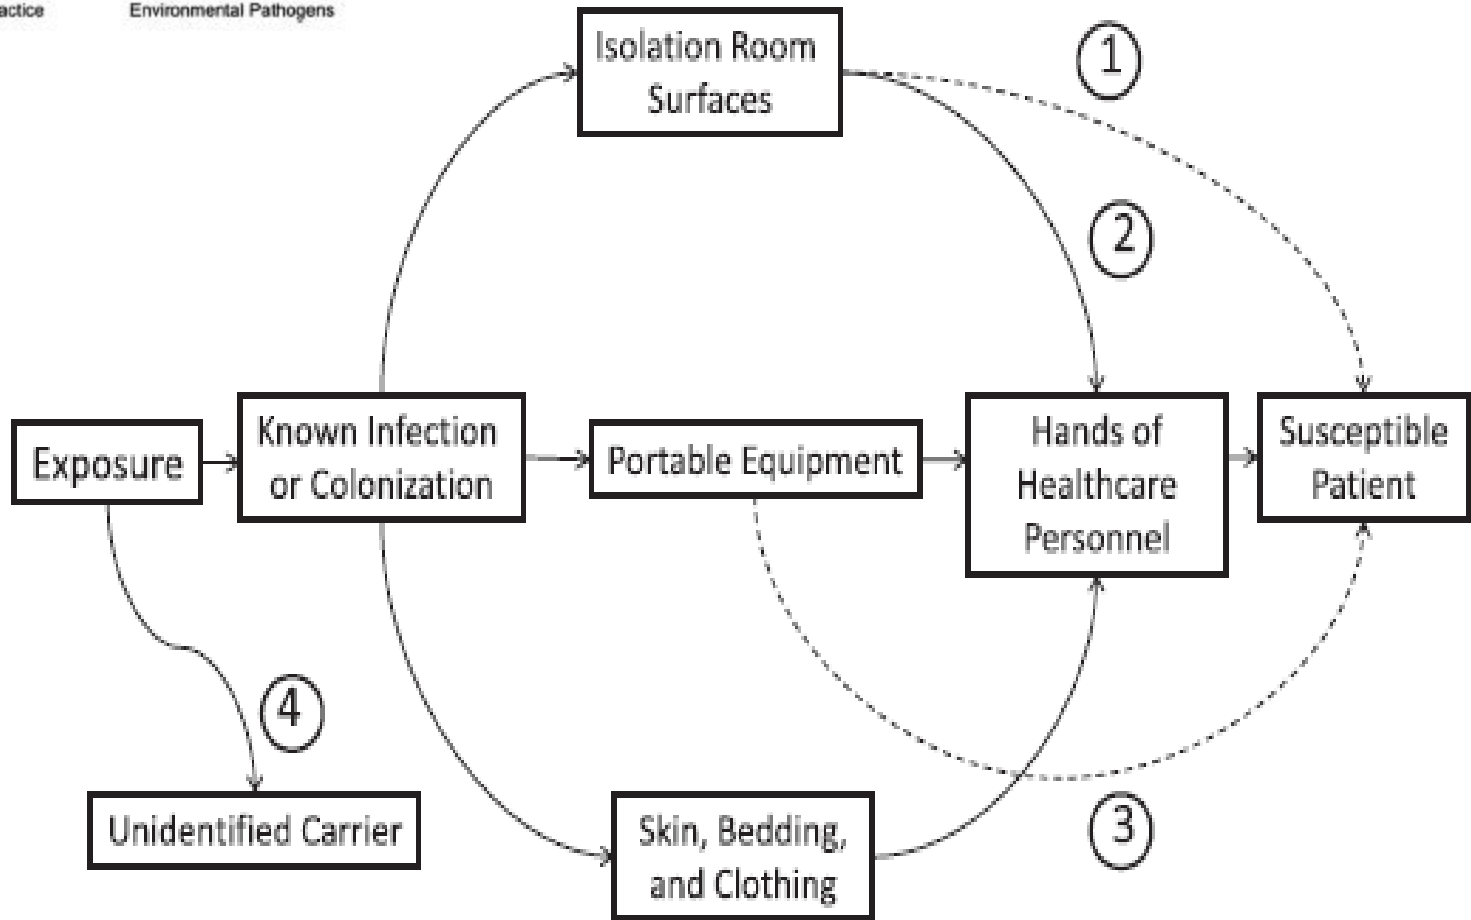 Environmental Pathogens
Isolation Room
Surfaces
1
2
Exposure
Known Infection
or Colonization
Portable Equipment
Hands of
Healthcare
Personnel
Susceptible
Patient
4
Unidentified Carrier
Skin, Bedding,
and Clothing
3